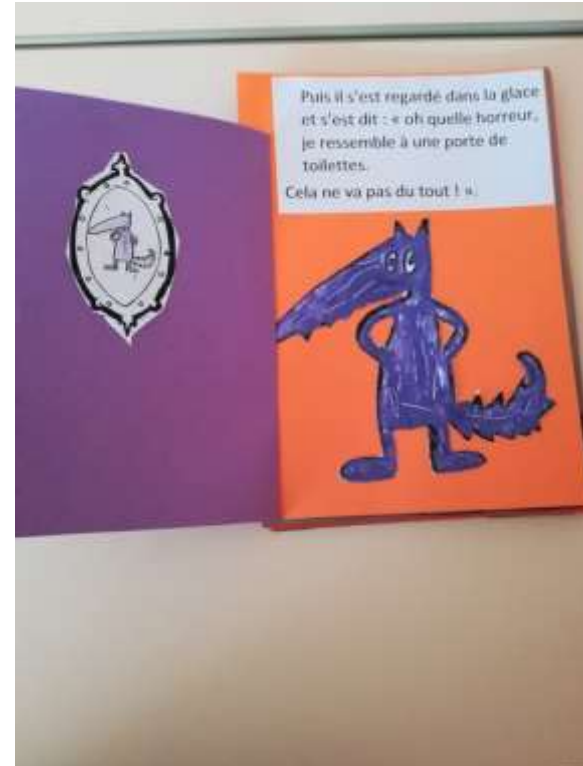 Puis il s'est regardé dans la glace
et s'est dit : « oh quelle horreur,
je ressemble à une porte de
toilettes.
Cela ne va pas du tout ! ».